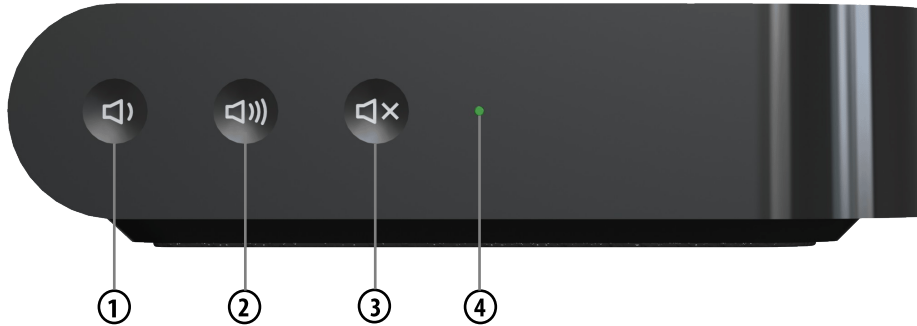 ① ② ③ ④